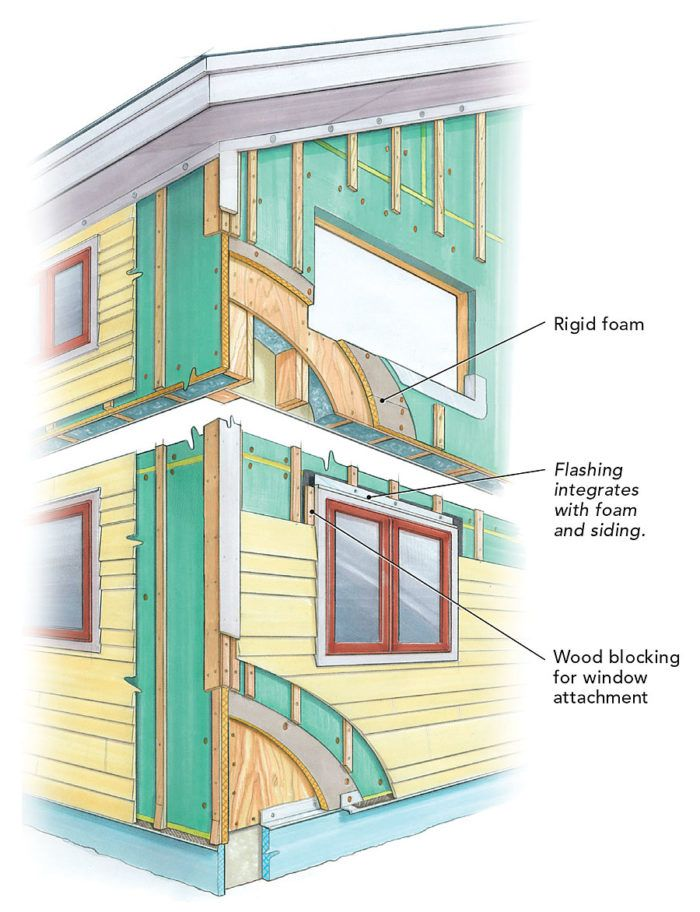 Rigid foam
Flashing
integrates
with foam
and siding.
Wood blocking
for window
attachment